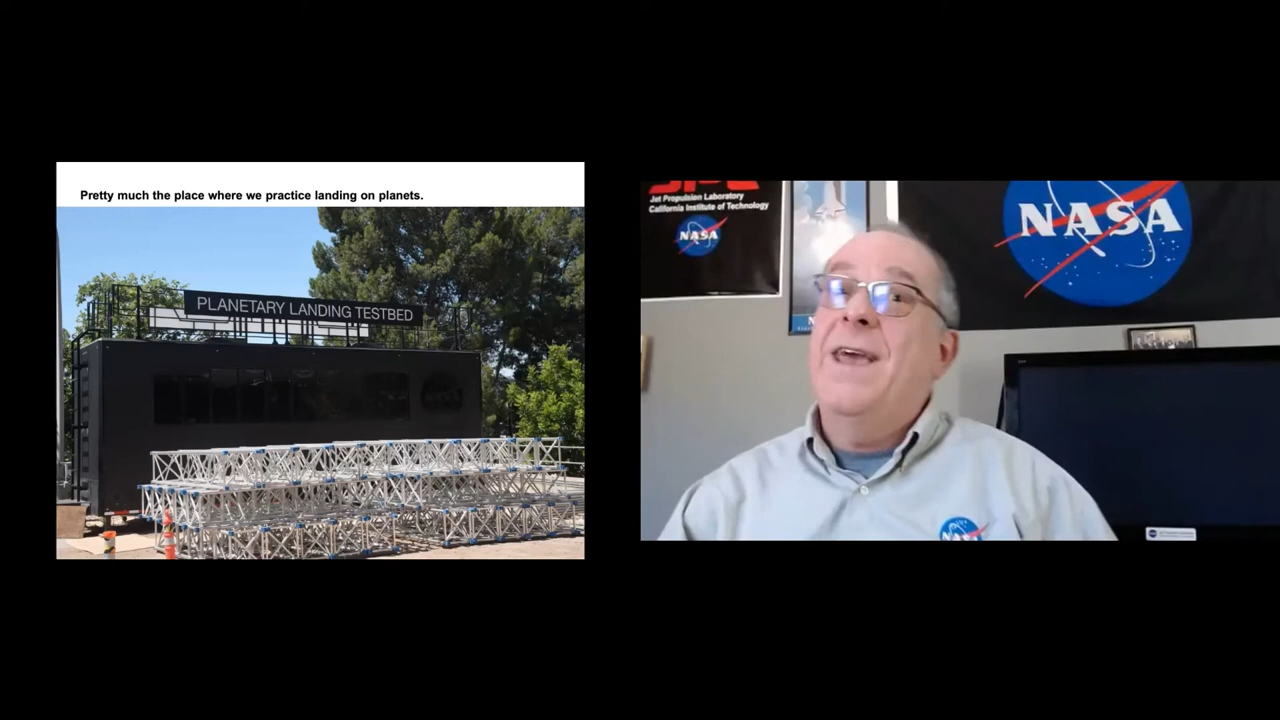 Pretty much the place where we practice landing on planets.
PLANETARY LANDING TESTBED
Jet Propulsion Laboratory
California Institute of Technology
NASA
NASA
NASA